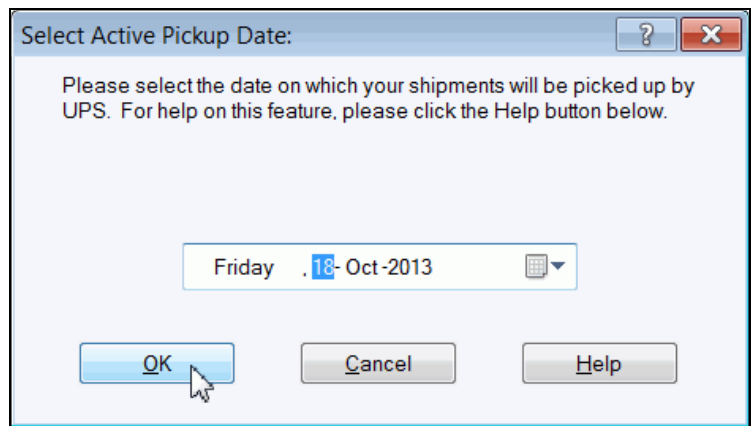 Select Active Pickup Date:
?
Please select the date on which your shipments will be picked up by
UPS. For help on this feature, please click the Help button below.
Friday , 18- Oct -2013
OK Cancel Help